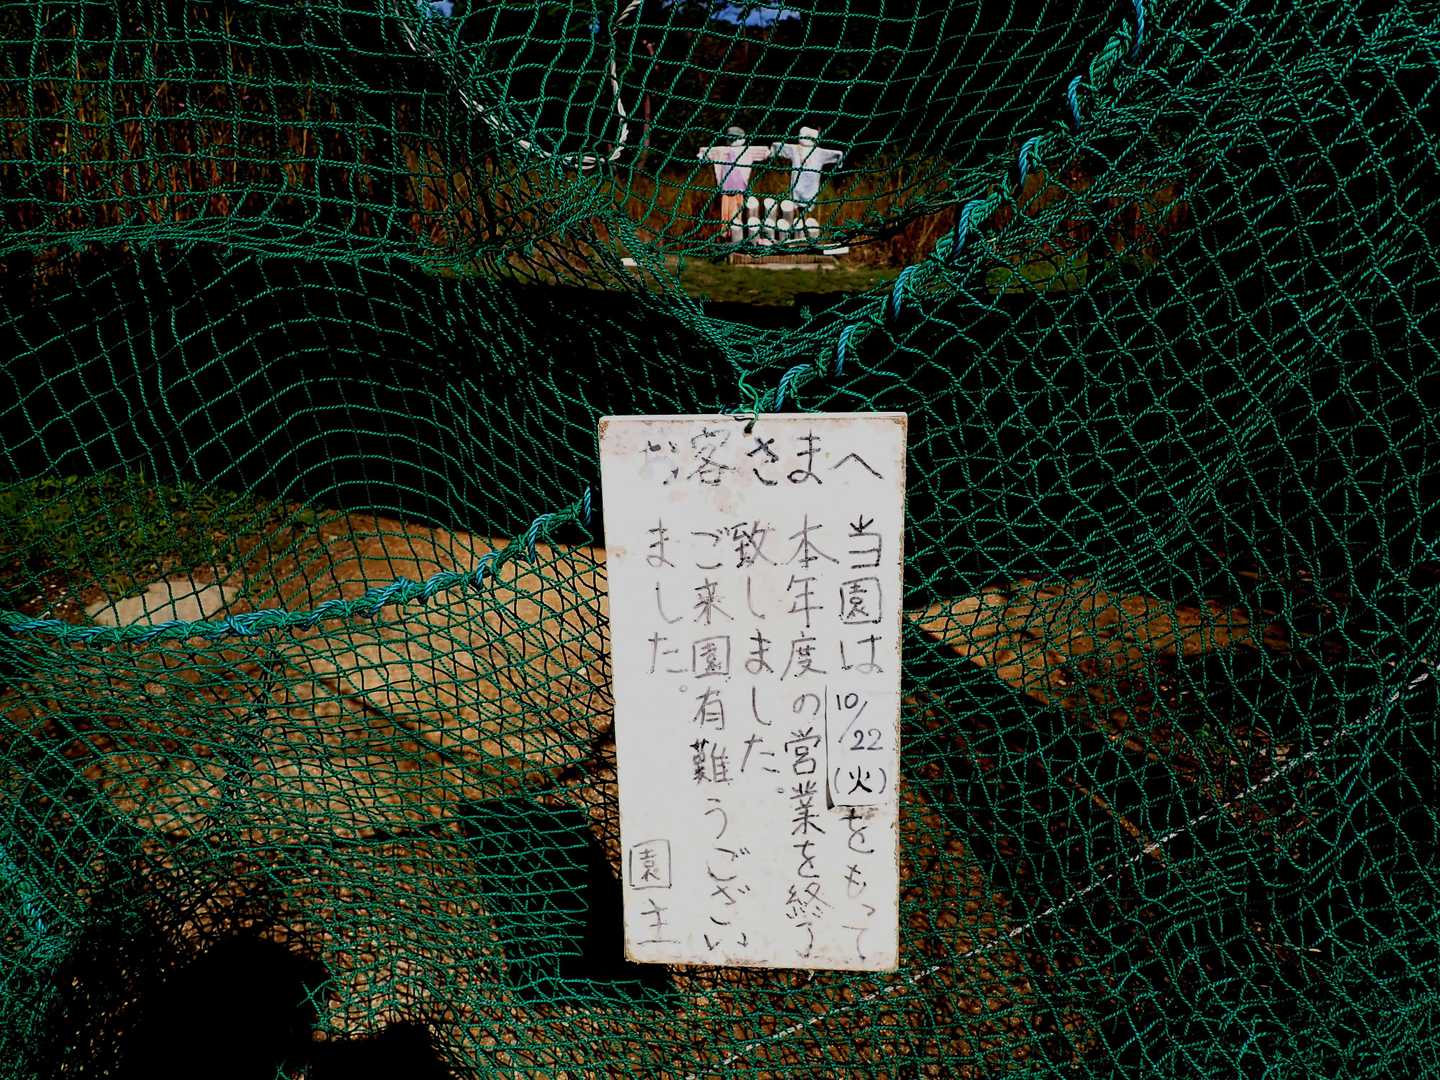 お客さまへ
当園は10/22(火)をもって
本年度の営業を終了
致しました。
ご来園有難うござい
ました。
園主